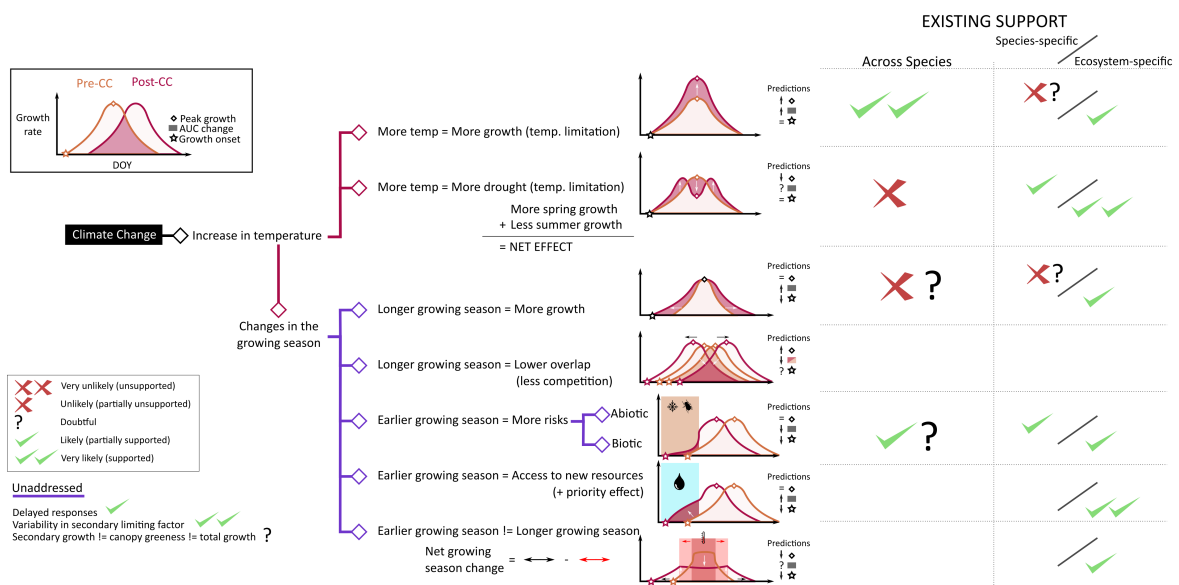 EXISTING SUPPORT
Species-specific
Across Species
Ecosystem-specific
Pre-CC
Post-CC
Growth
rate
Peak growth
AUC change
Growth onset
DOY
Climate Change
Increase in temperature
Changes in the
growing season
More temp = More growth (temp. limitation)
Predictions
↑
↑
=
More temp = More drought (temp. limitation)
More spring growth
+ Less summer growth
= NET EFFECT
Predictions
↓
?
=
Longer growing season = More growth
Predictions
=
↑
↓
Longer growing season = Lower overlap
(less competition)
Predictions
↑
↓
?
Earlier growing season = More risks
Abiotic
Biotic
Predictions
=
↓
↓
Earlier growing season = Access to new resources
(+ priority effect)
Predictions
=
↑
↓
Earlier growing season != Longer growing season
Net growing
season change
=
-
Predictions
↓
?
↓
?
?
?
?
Very unlikely (unsupported)
Unlikely (partially unsupported)
?
Doubtful
Likely (partially supported)
Very likely (supported)
Unaddressed
Delayed responses
Variability in secondary limiting factor
Secondary growth != canopy greeness != total growth ?